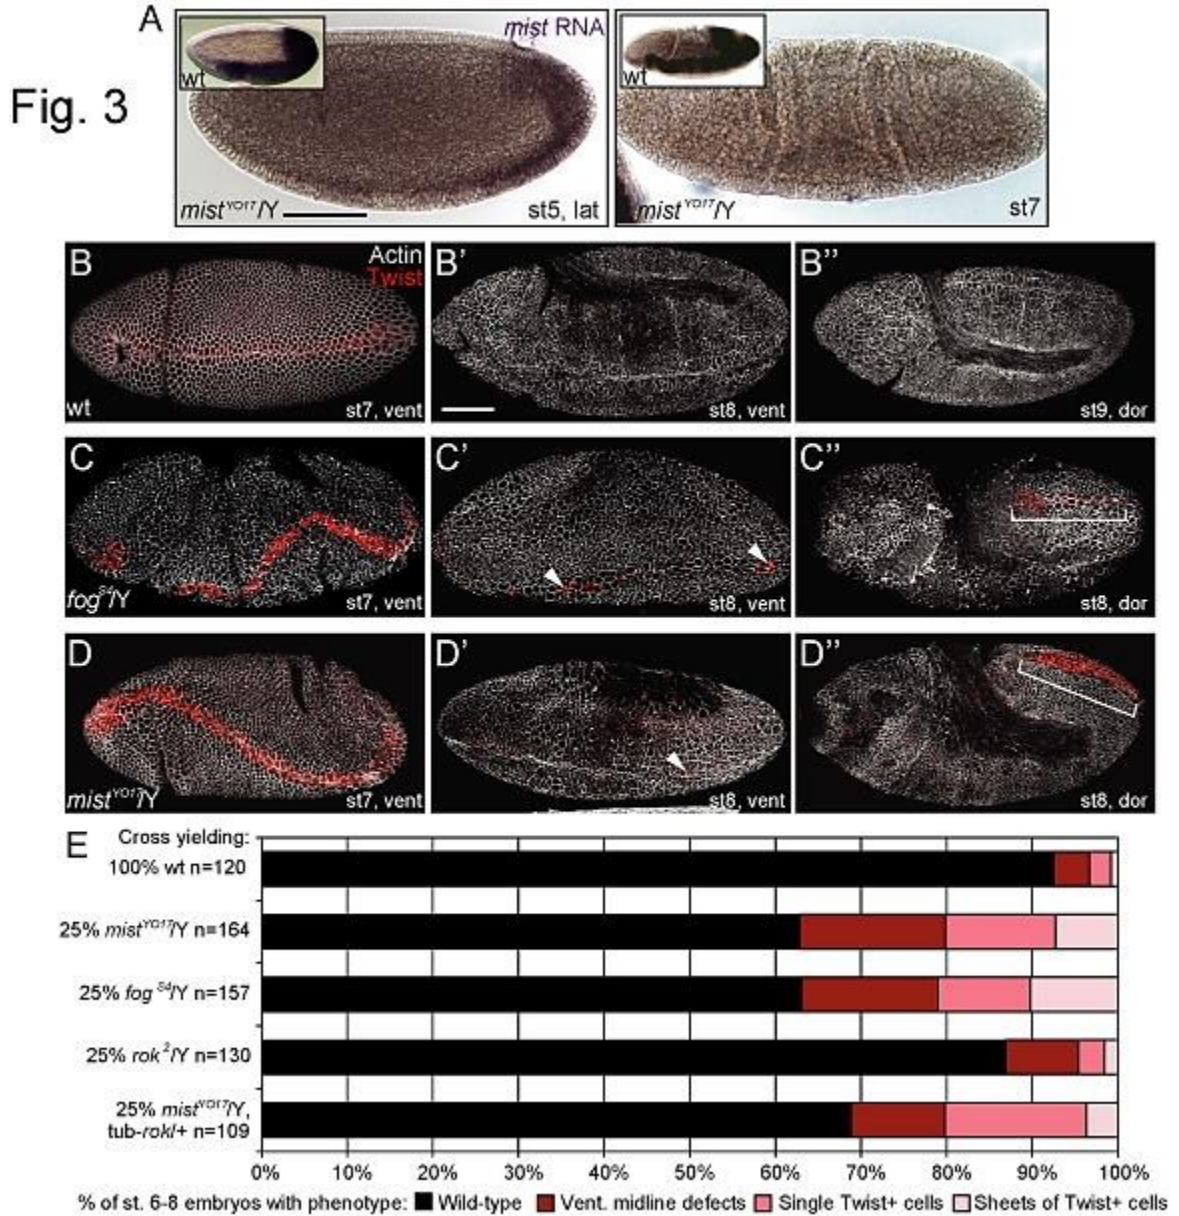 Fig. 3
A
wt
mist RNA
mist^YO17/Y
st5, lat
wt
mist^YO17/Y
st7
B
Actin
Twist
wt
st7, vent
B'
st8, vent
B''
st9, dor
C
fog^S4/Y
st7, vent
C'
st8, vent
C''
st8, dor
D
mist^YO17/Y
st7, vent
D'
st8, vent
D''
st8, dor
E
Cross yielding:
100% wt n=120
25% mist^YO17/Y n=164
25% fog^S4/Y n=157
25% rok^2/Y n=130
25% mist^YO17/Y,
tub-rok/+ n=109
0% 10% 20% 30% 40% 50% 60% 70% 80% 90% 100%
% of st. 6-8 embryos with phenotype: Wild-type Vent. midline defects Single Twist+ cells Sheets of Twist+ cells